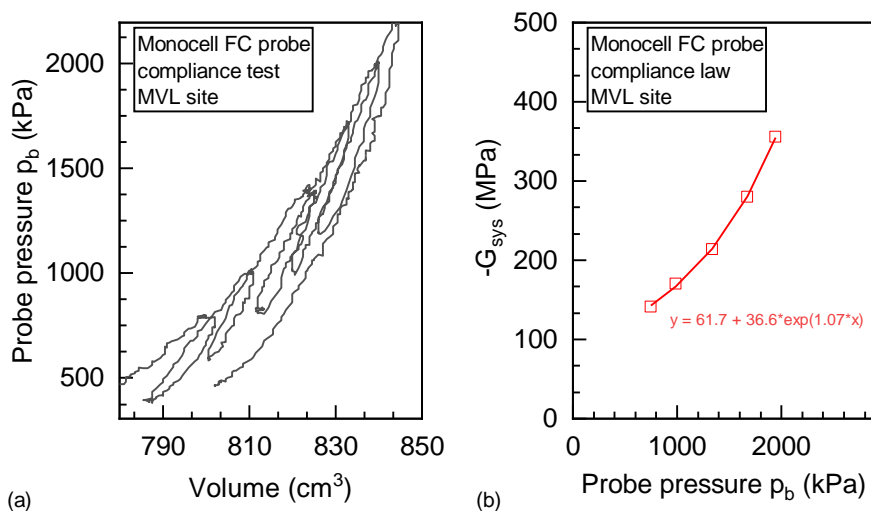 Monocell FC probe
compliance test
MVL site
Probe pressure p_b (kPa)
2000
1500
1000
500
790
810
830
850
Volume (cm³)
(a)
Monocell FC probe
compliance law
MVL site
-G_sys (MPa)
500
400
300
200
100
0
y = 61.7 + 36.6*exp(1.07*x)
0
1000
2000
Probe pressure p_b (kPa)
(b)